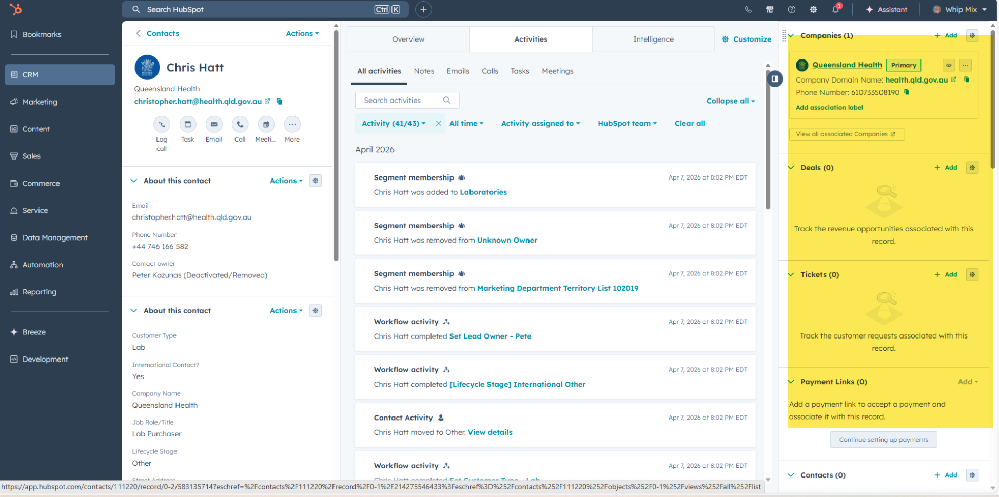 Search HubSpot
Ctrl K
Assistant
1
Whip Mix
Bookmarks
CRM
Marketing
Content
Sales
Commerce
Service
Data Management
Automation
Reporting
Breeze
Development
Contacts
Actions
Chris Hatt
Queensland Health
christopher.hatt@health.qld.gov.au
Log call
Task
Email
Call
Meeti...
More
About this contact
Actions
Email
christopher.hatt@health.qld.gov.au
Phone Number
+44 746 166 582
Contact owner
Peter Kazunas (Deactivated/Removed)
About this contact
Actions
Customer Type
Lab
International Contact?
Yes
Company Name
Queensland Health
Job Role/Title
Lab Purchaser
Lifecycle Stage
Other
Street Address
Overview
Activities
Intelligence
Customize
All activities
Notes
Emails
Calls
Tasks
Meetings
Search activities
Collapse all
Activity (41/43)
All time
Activity assigned to
HubSpot team
Clear all
April 2026
Segment membership
Apr 7, 2026 at 8:02 PM EDT
Chris Hatt was added to Laboratories
Segment membership
Apr 7, 2026 at 8:02 PM EDT
Chris Hatt was removed from Unknown Owner
Segment membership
Apr 7, 2026 at 8:02 PM EDT
Chris Hatt was removed from Marketing Department Territory List 102019
Workflow activity
Apr 7, 2026 at 8:02 PM EDT
Chris Hatt completed Set Lead Owner - Pete
Workflow activity
Apr 7, 2026 at 8:02 PM EDT
Chris Hatt completed [Lifecycle Stage] International Other
Contact Activity
Apr 7, 2026 at 8:02 PM EDT
Chris Hatt moved to Other. View details
Workflow activity
Apr 7, 2026 at 8:02 PM EDT
Chris Hatt completed Set Customer Type - Lab
Companies (1)
+ Add
Queensland Health
Primary
Company Domain Name: health.qld.gov.au
Phone Number: 610733508190
Add association label
View all associated Companies
Deals (0)
+ Add
Track the revenue opportunities associated with this
record.
Tickets (0)
+ Add
Track the customer requests associated with this
record.
Payment Links (0)
Add
Add a payment link to accept a payment and
associate it with this record.
Continue setting up payments
Contacts (0)
+ Add
https://app.hubspot.com/contacts/111220/record/0-2/583135714?eschref=%2Fcontacts%2F111220%2Frecord%2F0-1%2F214275546433%3Feschref%3D%252Fcontacts%252F111220%252Fobjects%252F0-1%252Fviews%252Fall%252Flist